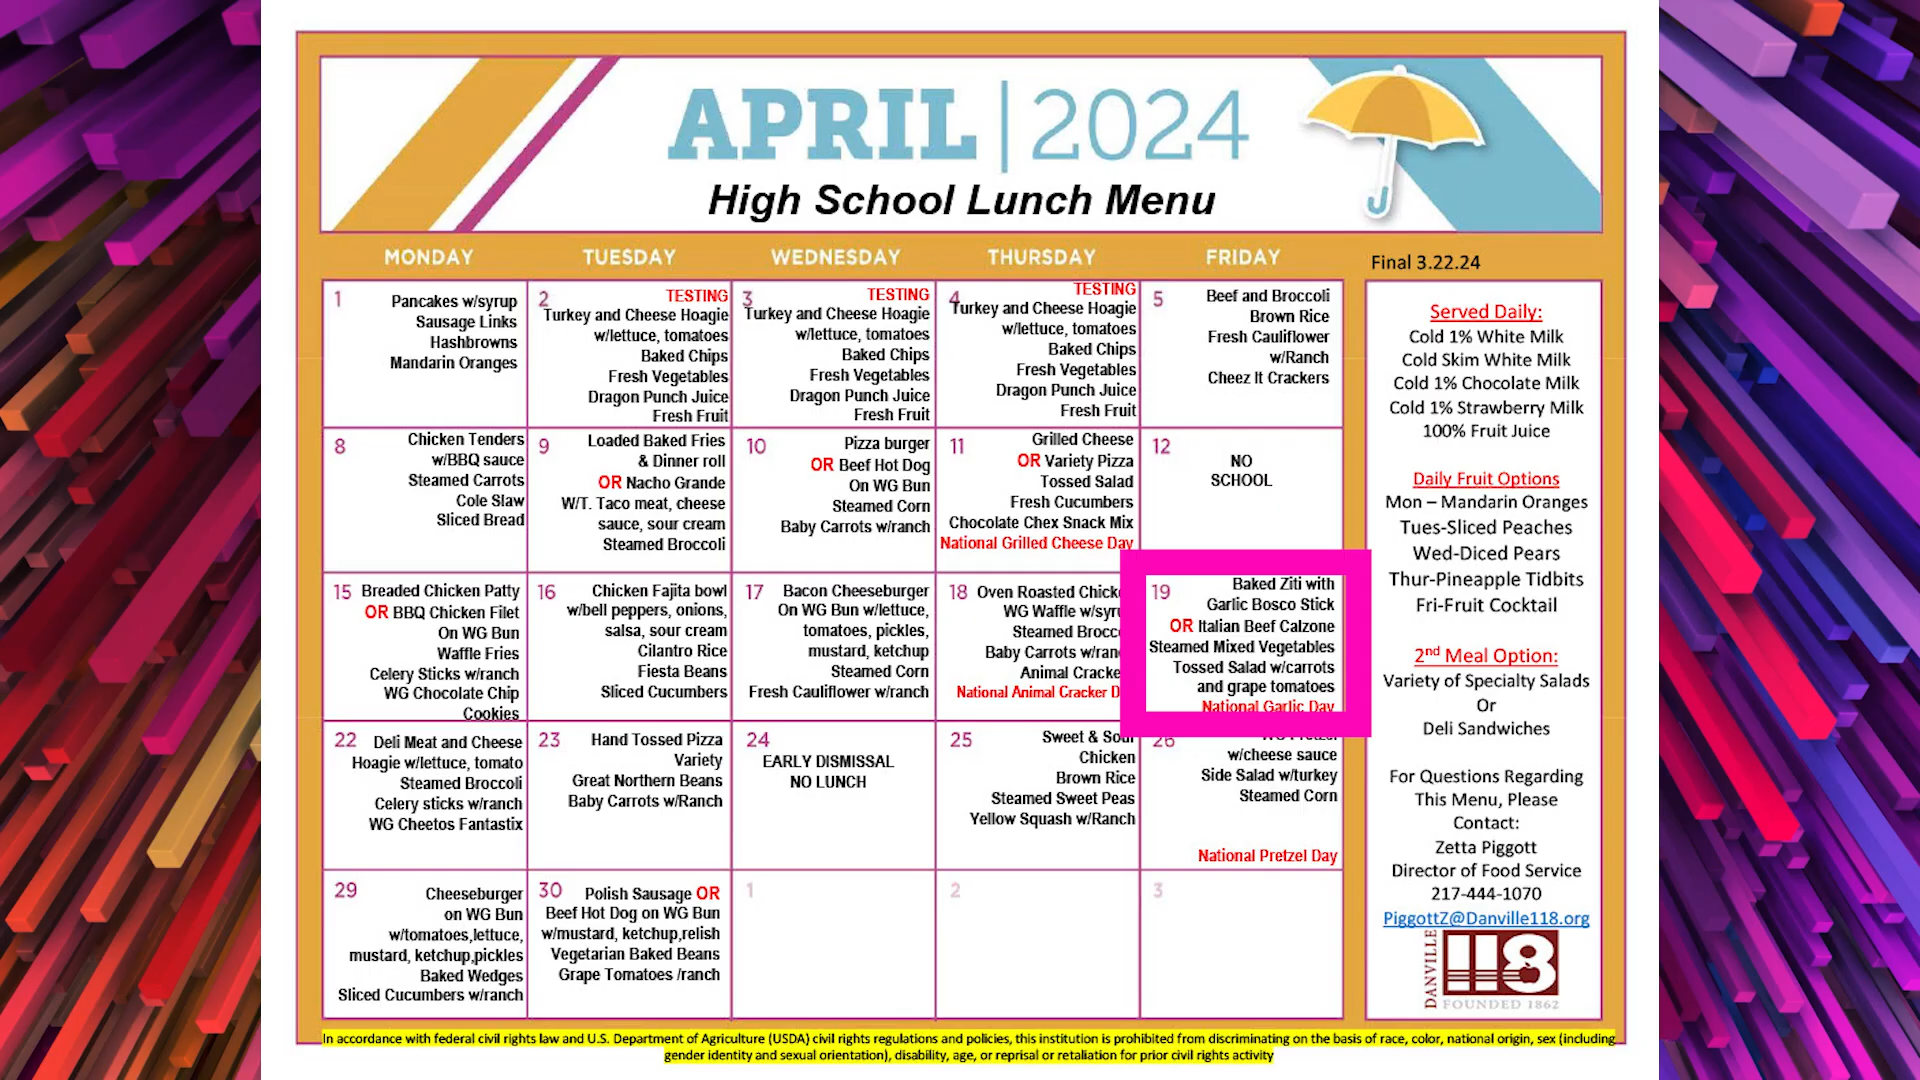 APRIL | 2024
High School Lunch Menu
MONDAY
TUESDAY
WEDNESDAY
THURSDAY
FRIDAY
Final 3.22.24
1
Pancakes w/syrup
Sausage Links
Hashbrowns
Mandarin Oranges
2
TESTING
Turkey and Cheese Hoagie
w/lettuce, tomatoes
Baked Chips
Fresh Vegetables
Dragon Punch Juice
Fresh Fruit
3
TESTING
Turkey and Cheese Hoagie
w/lettuce, tomatoes
Baked Chips
Fresh Vegetables
Dragon Punch Juice
Fresh Fruit
4
TESTING
Turkey and Cheese Hoagie
w/lettuce, tomatoes
Baked Chips
Fresh Vegetables
Dragon Punch Juice
Fresh Fruit
5
Beef and Broccoli
Brown Rice
Fresh Cauliflower
w/Ranch
Cheez It Crackers
8
Chicken Tenders
w/BBQ sauce
Steamed Carrots
Cole Slaw
Sliced Bread
9
Loaded Baked Fries
& Dinner roll
OR Nacho Grande
W/T. Taco meat, cheese
sauce, sour cream
Steamed Broccoli
10
Pizza burger
OR Beef Hot Dog
On WG Bun
Steamed Corn
Baby Carrots w/ranch
11
Grilled Cheese
OR Variety Pizza
Tossed Salad
Fresh Cucumbers
Chocolate Chex Snack Mix
National Grilled Cheese Day
12
NO
SCHOOL
15
Breaded Chicken Patty
OR BBQ Chicken Filet
On WG Bun
Waffle Fries
Celery Sticks w/ranch
WG Chocolate Chip
Cookies
16
Chicken Fajita bowl
w/bell peppers, onions,
salsa, sour cream
Cilantro Rice
Fiesta Beans
Sliced Cucumbers
17
Bacon Cheeseburger
On WG Bun w/lettuce,
tomatoes, pickles,
mustard, ketchup
Steamed Corn
Fresh Cauliflower w/ranch
18
Oven Roasted Chick
WG Waffle w/syr
Steamed Brocc
Baby Carrots w/ran
Animal Cracke
National Animal Cracker D
19
Baked Ziti with
Garlic Bosco Stick
OR Italian Beef Calzone
Steamed Mixed Vegetables
Tossed Salad w/carrots
and grape tomatoes
National Garlic Day
22
Deli Meat and Cheese
Hoagie w/lettuce, tomato
Steamed Broccoli
Celery sticks w/ranch
WG Cheetos Fantastix
23
Hand Tossed Pizza
Variety
Great Northern Beans
Baby Carrots w/Ranch
24
EARLY DISMISSAL
NO LUNCH
25
Sweet & Sour
Chicken
Brown Rice
Steamed Sweet Peas
Yellow Squash w/Ranch
26
w/cheese sauce
Side Salad w/turkey
Steamed Corn
National Pretzel Day
29
Cheeseburger
on WG Bun
w/tomatoes,lettuce,
mustard, ketchup,pickles
Baked Wedges
Sliced Cucumbers w/ranch
30
Polish Sausage OR
Beef Hot Dog on WG Bun
w/mustard, ketchup,relish
Vegetarian Baked Beans
Grape Tomatoes /ranch
1
2
3
Served Daily:
Cold 1% White Milk
Cold Skim White Milk
Cold 1% Chocolate Milk
Cold 1% Strawberry Milk
100% Fruit Juice
Daily Fruit Options
Mon – Mandarin Oranges
Tues-Sliced Peaches
Wed-Diced Pears
Thur-Pineapple Tidbits
Fri-Fruit Cocktail
2nd Meal Option:
Variety of Specialty Salads
Or
Deli Sandwiches
For Questions Regarding
This Menu, Please
Contact:
Zetta Piggott
Director of Food Service
217-444-1070
PiggottZ@Danville118.org
DANVILLE
118
FOUNDED 1862
In accordance with federal civil rights law and U.S. Department of Agriculture (USDA) civil rights regulations and policies, this institution is prohibited from discriminating on the basis of race, color, national origin, sex (including
gender identity and sexual orientation), disability, age, or reprisal or retaliation for prior civil rights activity